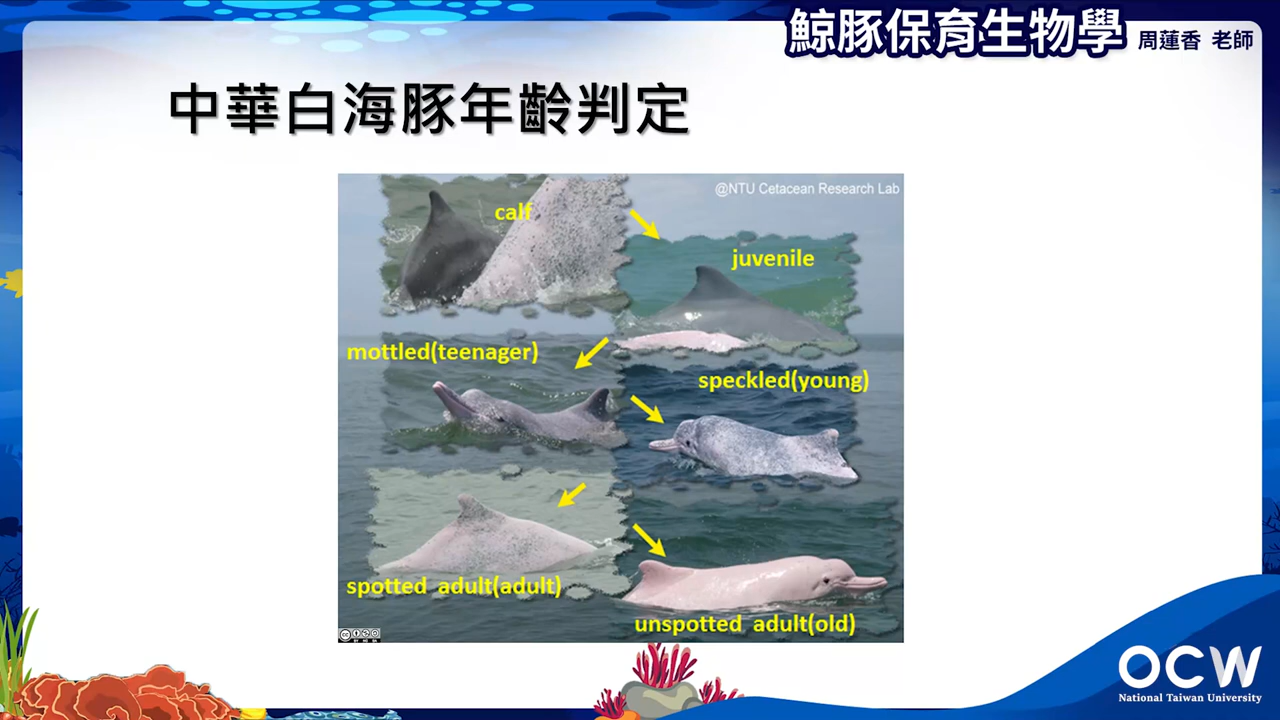 鯨豚保育生物學 周蓮香 老師
中華白海豚年齡判定
@NTU Cetacean Research Lab
calf
juvenile
mottled(teenager)
speckled(young)
spotted adult(adult)
unspotted adult(old)
OCW
National Taiwan University